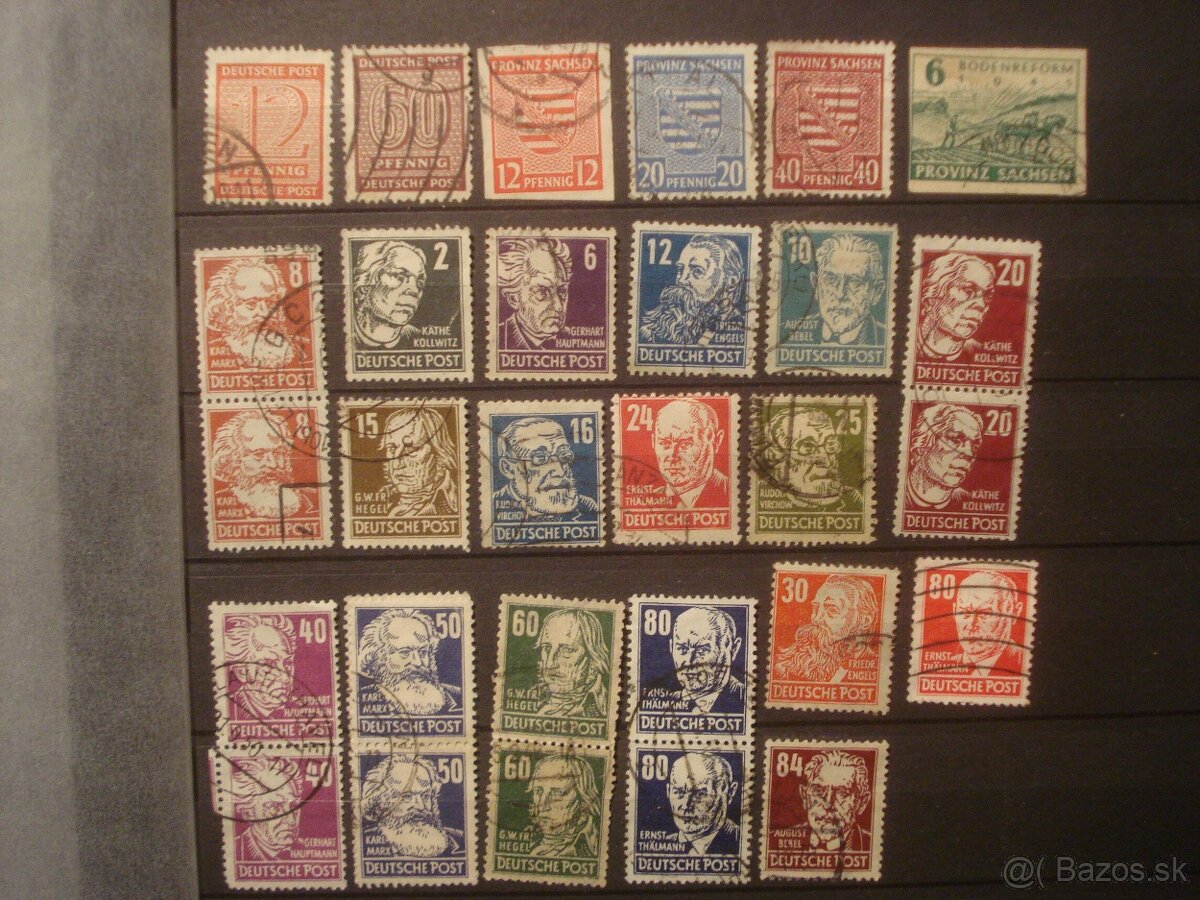 DEUTSCHE POST
12
PFENNIG
DEUTSCHE POST
DEUTSCHE POST
60
PFENNIG
DEUTSCHE POST
PROVINZ SACHSEN
12 PFENNIG 12
PROVINZ SACHSEN
20 PFENNIG 20
PROVINZ SACHSEN
40 PFENNIG 40
6 BODENREFORM
PROVINZ SACHSEN
8
KARL
MARX
DEUTSCHE POST
2
KÄTHE
KOLLWITZ
DEUTSCHE POST
6
GERHART
HAUPTMANN
DEUTSCHE POST
12
FRIEDR
ENGELS
DEUTSCHE POST
10
AUGUST
BEBEL
DEUTSCHE POST
20
KÄTHE
KOLLWITZ
DEUTSCHE POST
8
KARL
MARX
DEUTSCHE POST
15
G.W.FR
HEGEL
DEUTSCHE POST
16
RUDOLF
VIRCHOW
DEUTSCHE POST
24
ERNST
THÄLMANN
DEUTSCHE POST
25
RUDOLF
VIRCHOW
DEUTSCHE POST
20
KÄTHE
KOLLWITZ
DEUTSCHE POST
40
GERHART
HAUPTMANN
DEUTSCHE POST
50
KARL
MARX
DEUTSCHE POST
60
G.W.FR
HEGEL
DEUTSCHE POST
80
ERNST
THÄLMANN
DEUTSCHE POST
30
FRIEDR
ENGELS
DEUTSCHE POST
80
ERNST
THÄLMANN
DEUTSCHE POST
40
GERHART
HAUPTMANN
DEUTSCHE POST
50
KARL
MARX
DEUTSCHE POST
60
G.W.FR
HEGEL
DEUTSCHE POST
80
ERNST
THÄLMANN
DEUTSCHE POST
84
AUGUST
BEBEL
DEUTSCHE POST
@( Bazos.sk